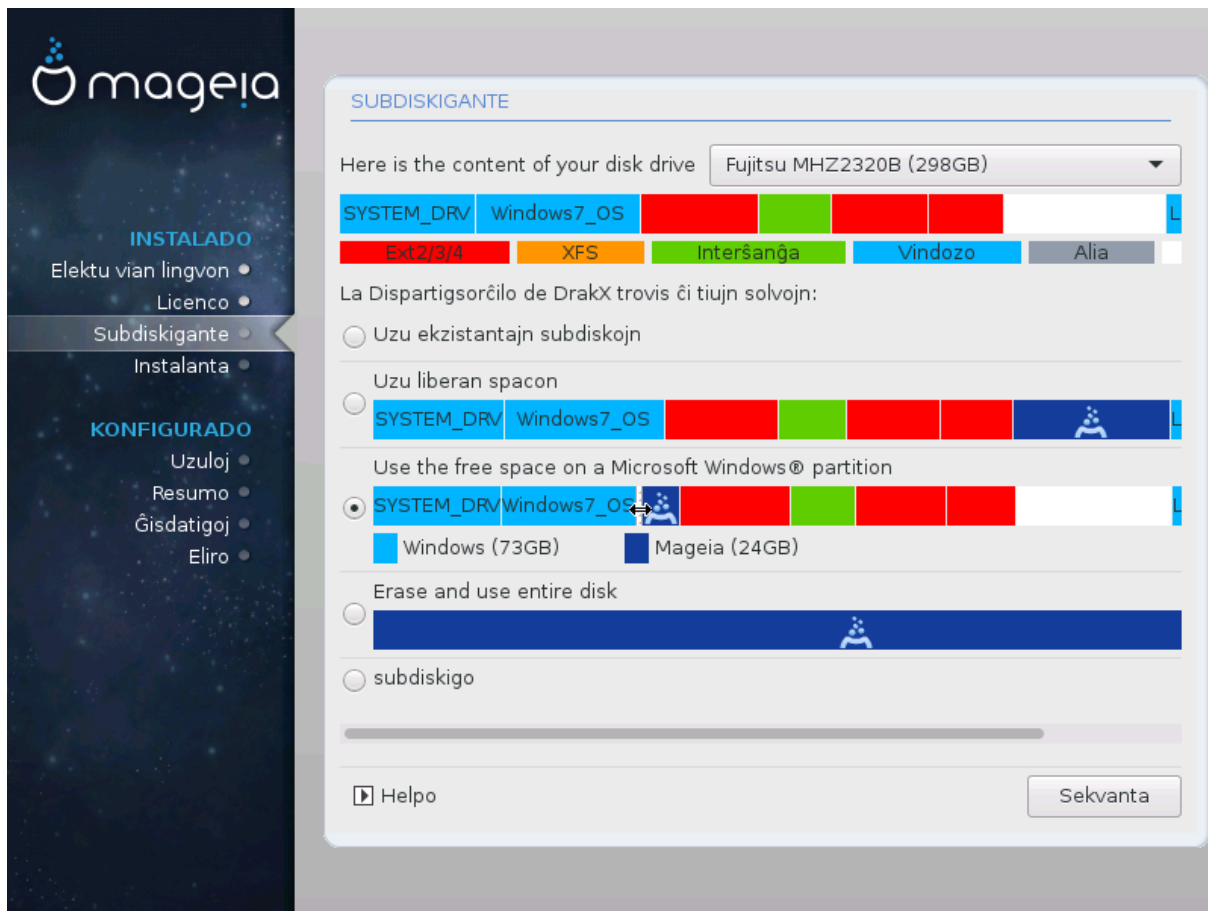 mageia
INSTALADO
Elektu vian lingvon
Licenco
Subdiskigante
Instalanta
KONFIGURADO
Uzuloj
Resumo
Ĝisdatigoj
Eliro
SUBDISKIGANTE
Here is the content of your disk drive Fujitsu MHZ2320B (298GB)
SYSTEM_DRV Windows7_OS L
Ext2/3/4 XFS Interŝanĝa Vindozo Alia
La Dispartigsorĉilo de DrakX trovis ĉi tiujn solvojn:
Uzu ekzistantajn subdiskojn
Uzu liberan spacon
SYSTEM_DRV Windows7_OS L
Use the free space on a Microsoft Windows® partition
SYSTEM_DRV Windows7_OS L
Windows (73GB) Mageia (24GB)
Erase and use entire disk
subdiskigo
Helpo Sekvanta